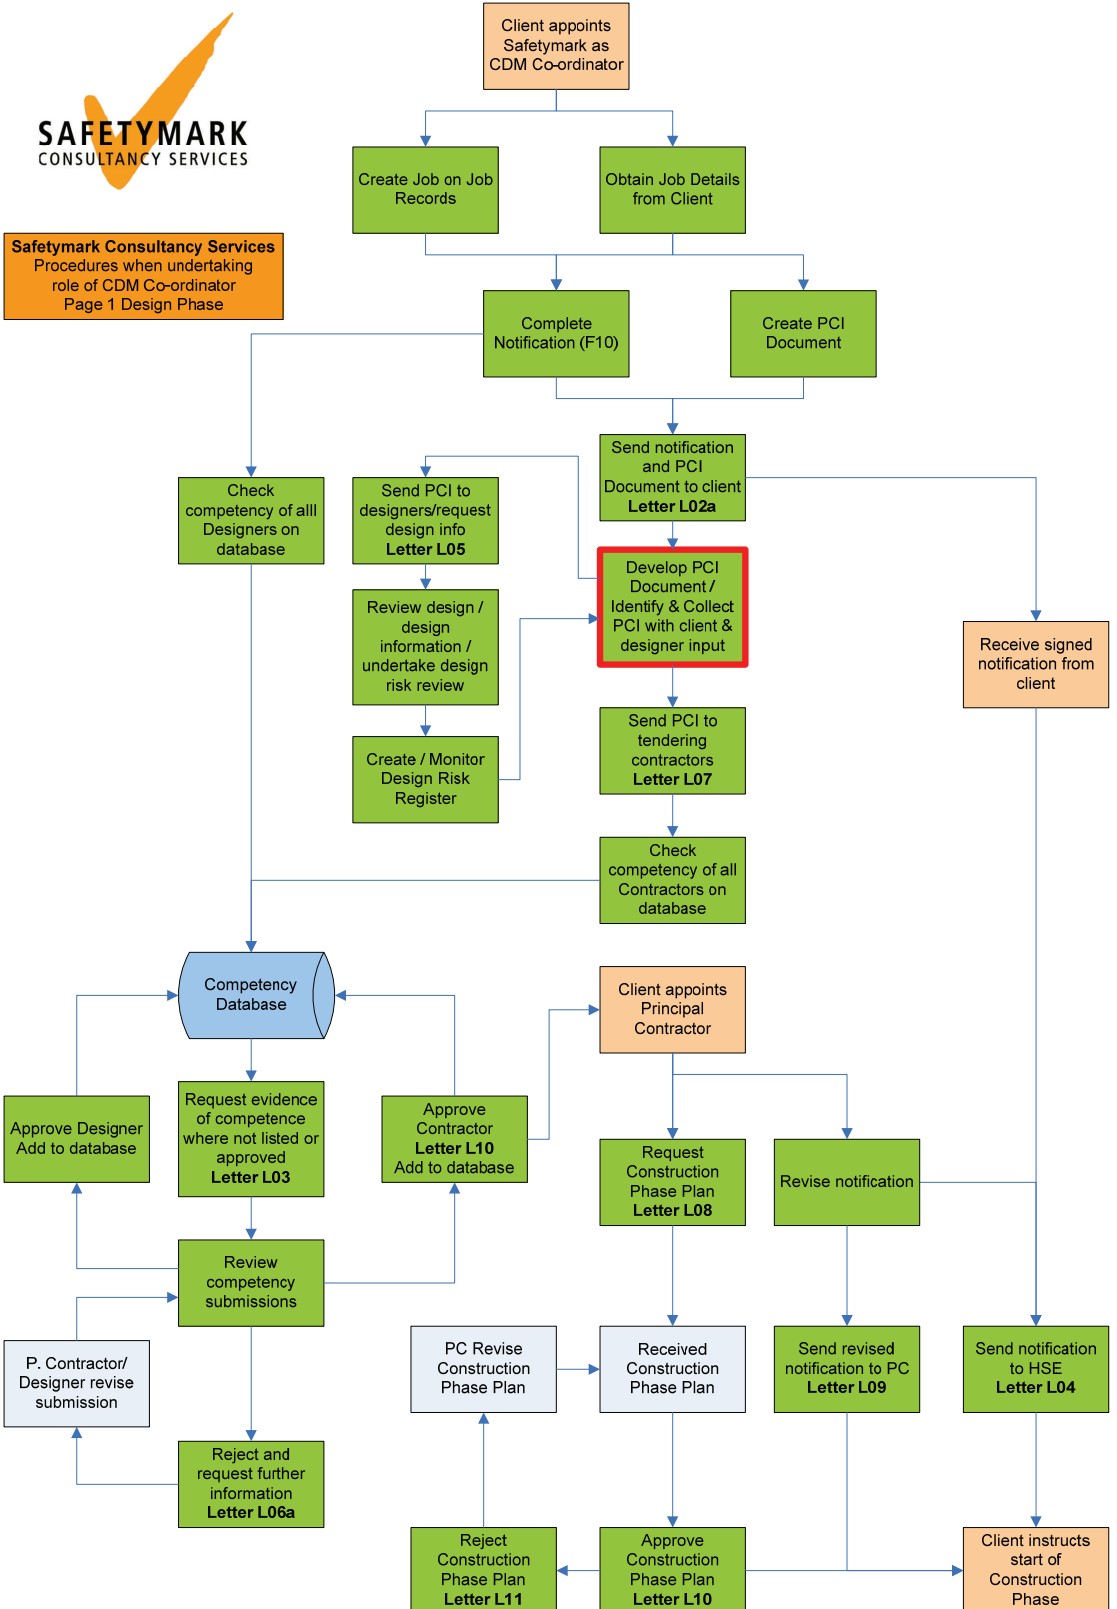 Client appoints
Safetymark as
CDM Co-ordinator
SAFETYMARK
CONSULTANCY SERVICES
Create Job on Job
Records
Obtain Job Details
from Client
Safetymark Consultancy Services
Procedures when undertaking
role of CDM Co-ordinator
Page 1 Design Phase
Complete
Notification (F10)
Create PCI
Document
Send notification
and PCI
Document to client
Letter L02a
Check
competency of alll
Designers on
database
Send PCI to
designers/request
design info
Letter L05
Develop PCI
Document /
Identify & Collect
PCI with client &
designer input
Review design /
design
information /
undertake design
risk review
Receive signed
notification from
client
Send PCI to
tendering
contractors
Letter L07
Create / Monitor
Design Risk
Register
Check
competency of all
Contractors on
database
Competency
Database
Client appoints
Principal
Contractor
Request evidence
of competence
where not listed or
approved
Letter L03
Approve Designer
Add to database
Approve
Contractor
Letter L10
Add to database
Request
Construction
Phase Plan
Letter L08
Revise notification
Review
competency
submissions
P. Contractor/
Designer revise
submission
PC Revise
Construction
Phase Plan
Received
Construction
Phase Plan
Send revised
notification to PC
Letter L09
Send notification
to HSE
Letter L04
Reject and
request further
information
Letter L06a
Reject
Construction
Phase Plan
Letter L11
Approve
Construction
Phase Plan
Letter L10
Client instructs
start of
Construction
Phase